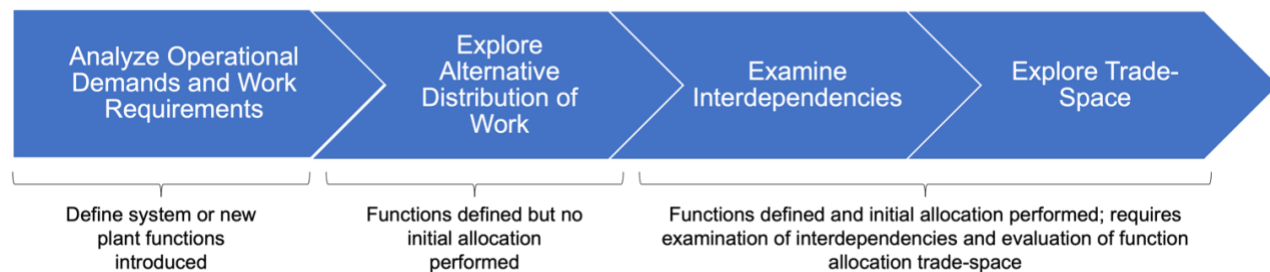 Analyze Operational
Demands and Work
Requirements
Explore
Alternative
Distribution of
Work
Examine
Interdependencies
Explore Trade-
Space
Define system or new
plant functions
introduced
Functions defined but no
initial allocation
performed
Functions defined and initial allocation performed; requires
examination of interdependencies and evaluation of function
allocation trade-space